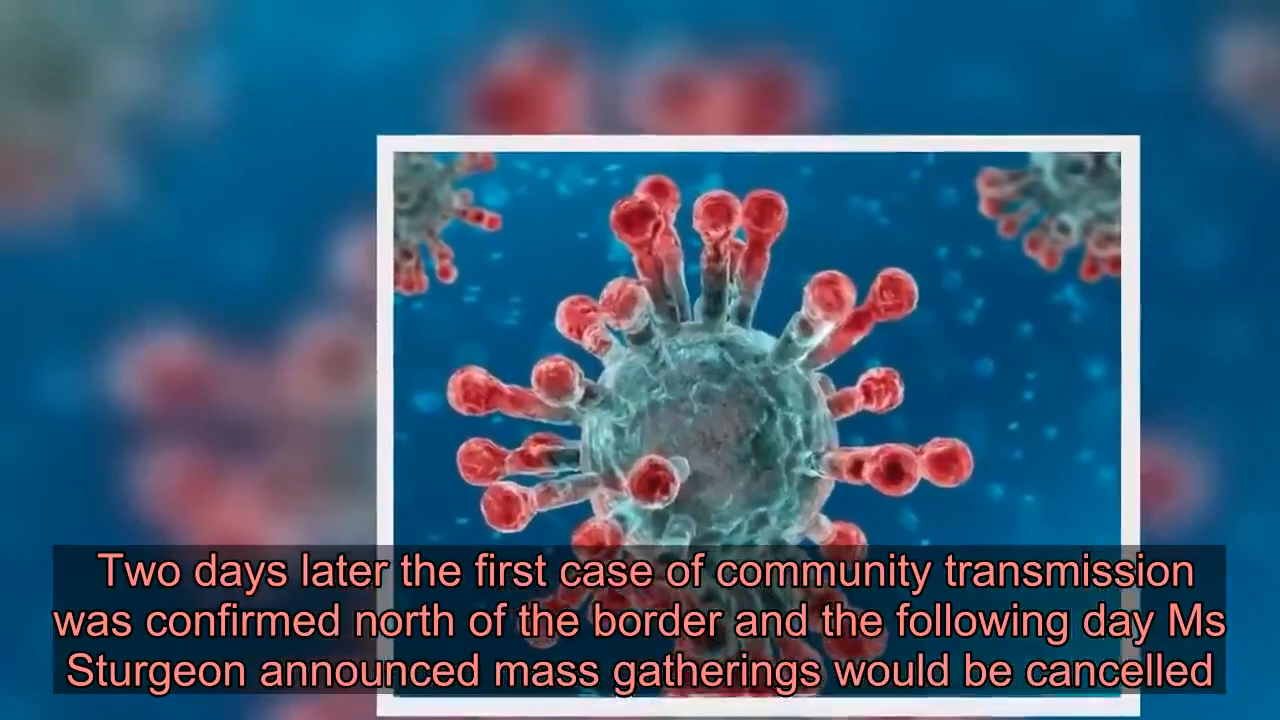 Two days later the first case of community transmission
was confirmed north of the border and the following day Ms
Sturgeon announced mass gatherings would be cancelled